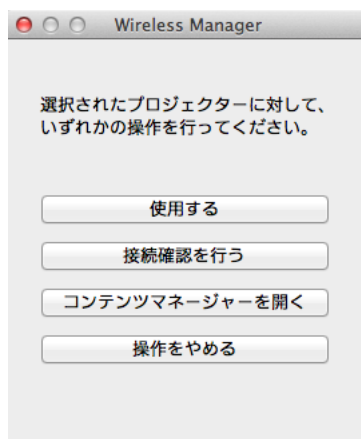 Wireless Manager
選択されたプロジェクターに対して、
いずれかの操作を行ってください。
使用する
接続確認を行う
コンテンツマネージャーを開く
操作をやめる